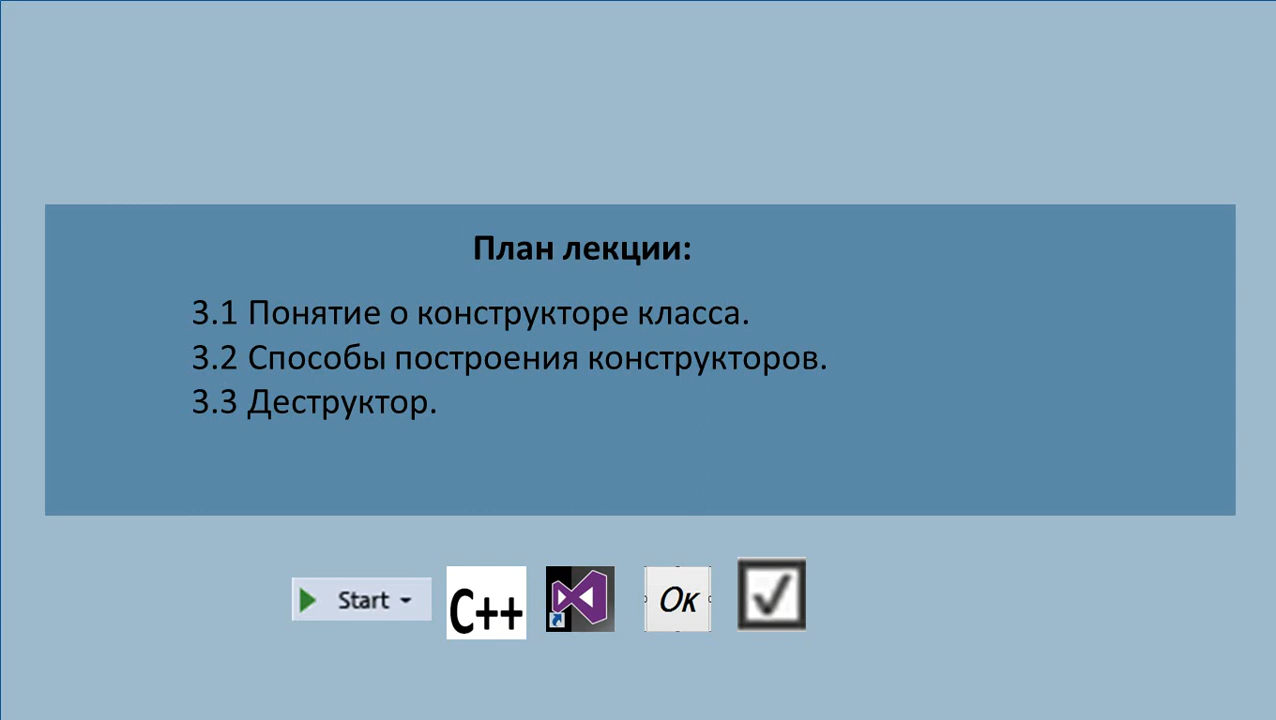 План лекции:
3.1 Понятие о конструкторе класса.
3.2 Способы построения конструкторов.
3.3 Деструктор.
Start
C++
Ок